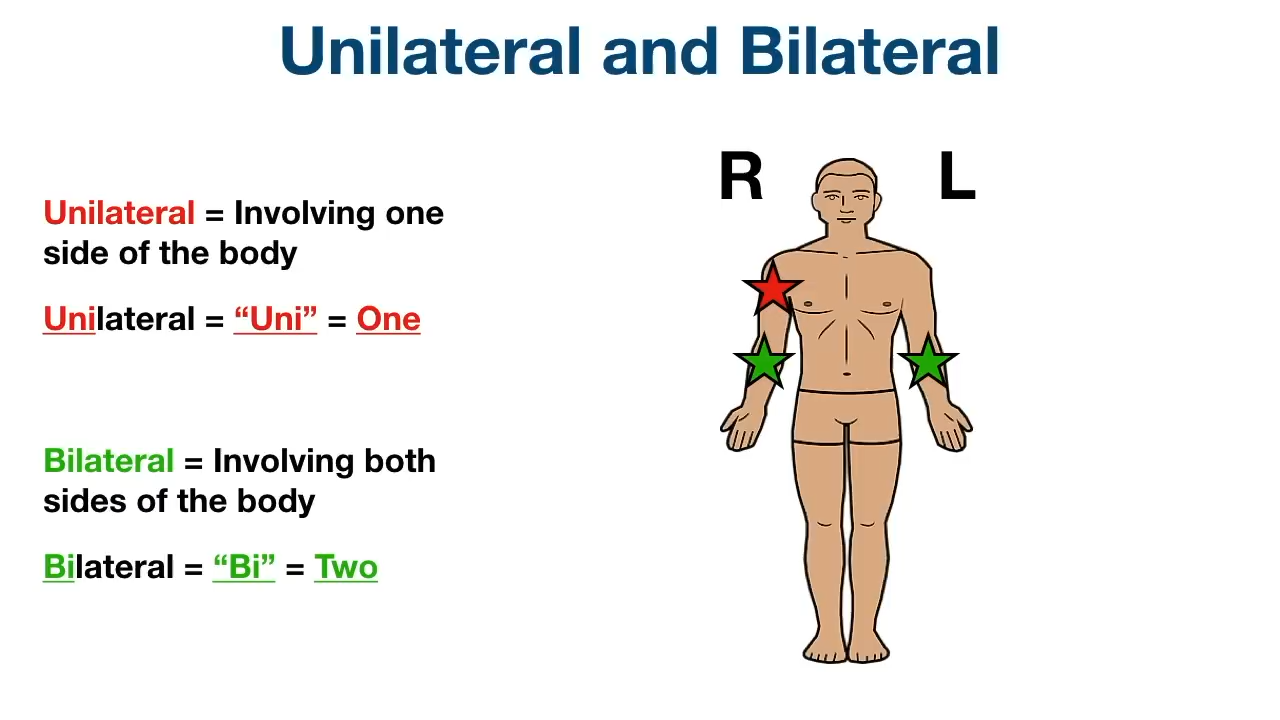 Unilateral and Bilateral
R L
Unilateral = Involving one
side of the body
Unilateral = “Uni” = One
Bilateral = Involving both
sides of the body
Bilateral = “Bi” = Two